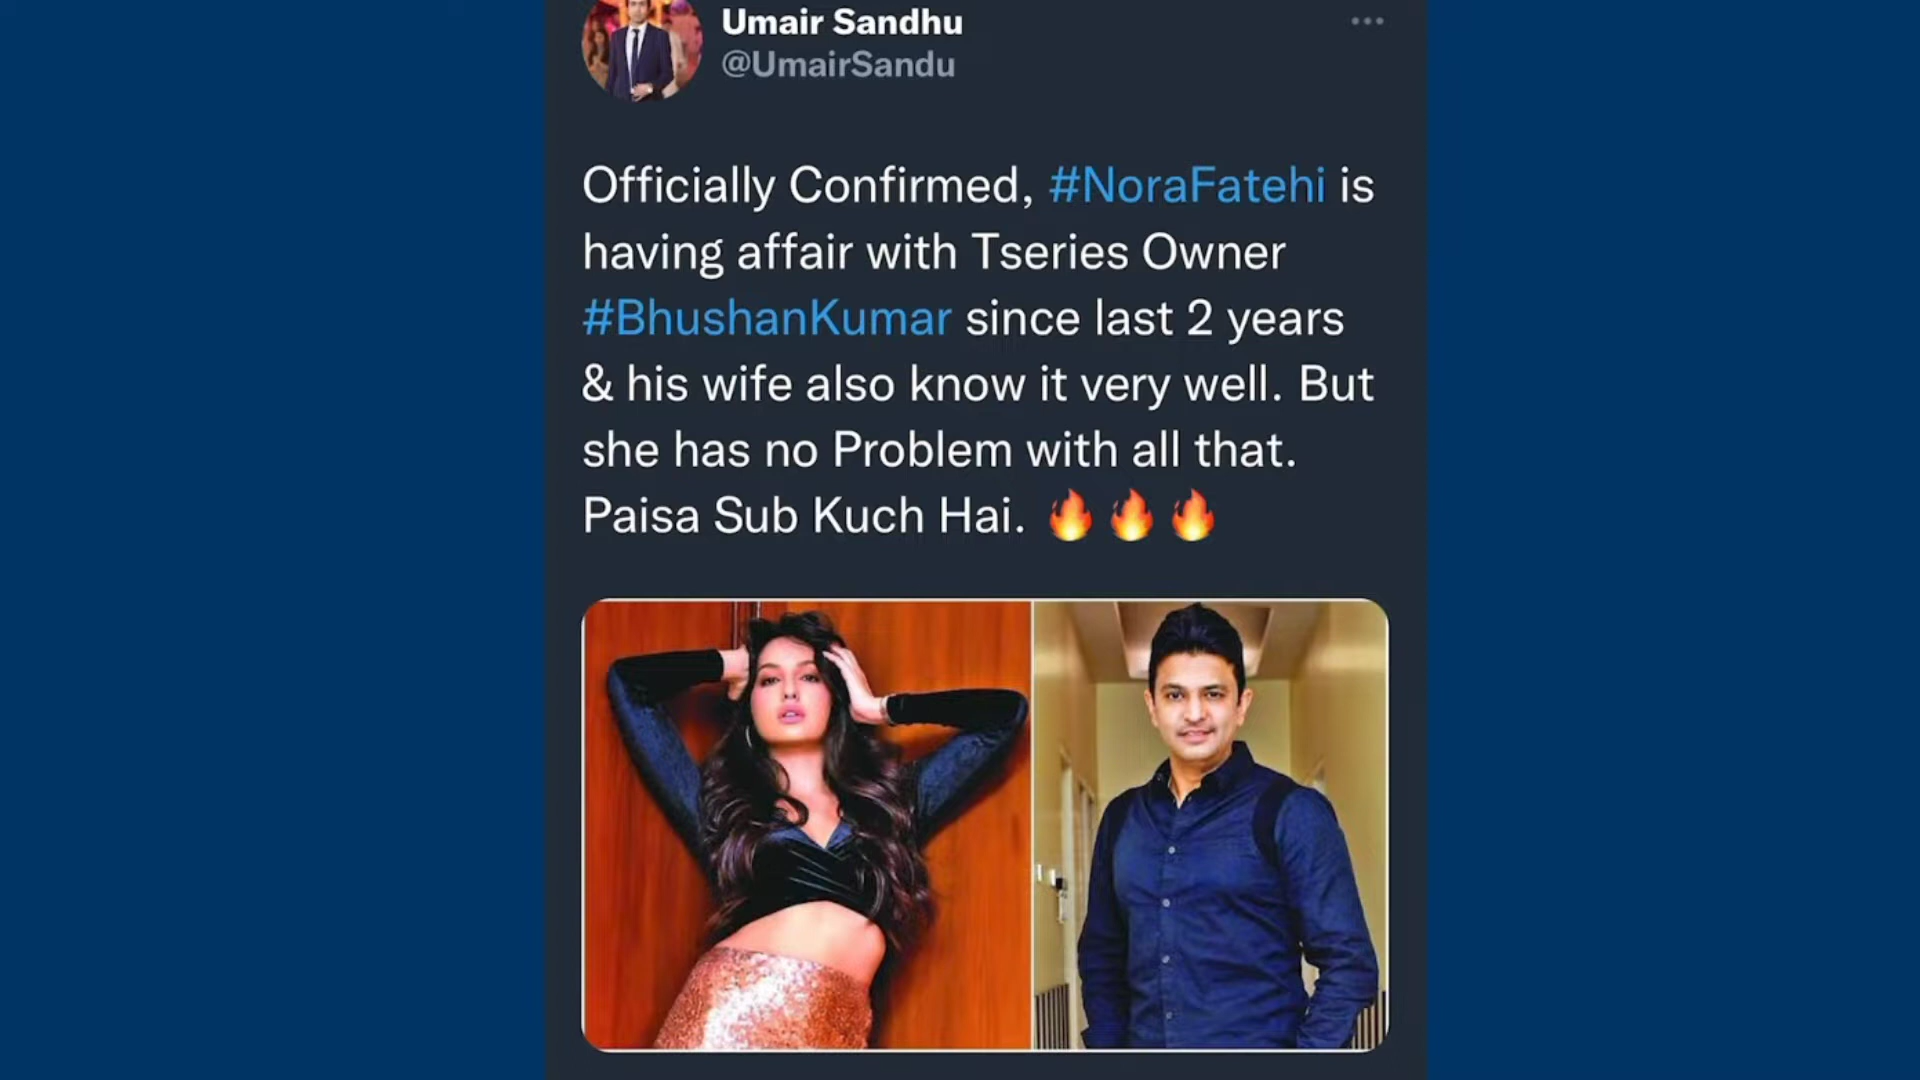 Umair Sandhu
@UmairSandu
Officially Confirmed, #NoraFatehi is
having affair with Tseries Owner
#BhushanKumar since last 2 years
& his wife also know it very well. But
she has no Problem with all that.
Paisa Sub Kuch Hai. 🔥🔥🔥